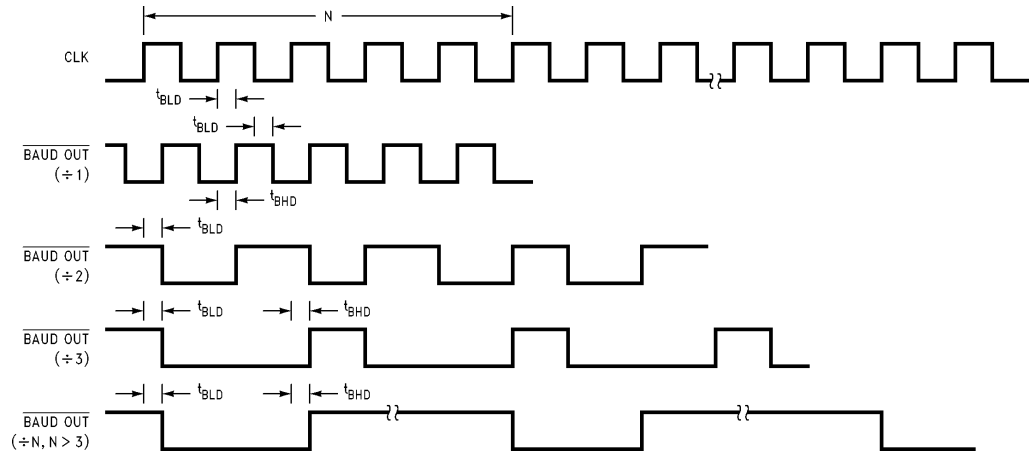 N
CLK
tBLD
tBLD
BAUD OUT
(÷1)
tBHD
tBLD
BAUD OUT
(÷2)
tBLD
tBHD
BAUD OUT
(÷3)
tBLD
tBHD
BAUD OUT
(÷N, N > 3)